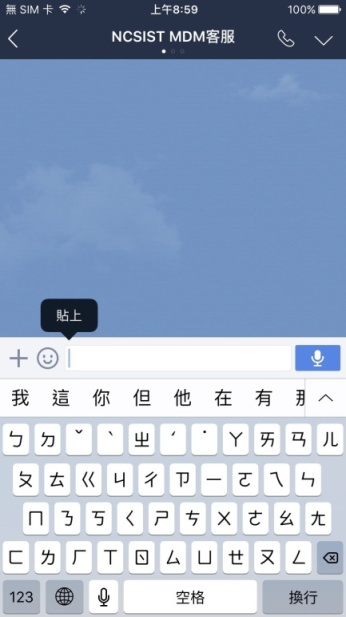 無 SIM 卡 上午8:59 100%
NCSIST MDM客服
貼上
我 這 你 但 他 在 有
ㄅ ㄉ ˇ ˋ ㄓ ˊ ˙ ㄚ ㄞ ㄢ ㄦ
ㄆ ㄊ ㄍ ㄐ ㄔ ㄗ ㄧ ㄛ ㄟ ㄣ
ㄇ ㄋ ㄎ ㄑ ㄕ ㄘ ㄨ ㄜ ㄠ ㄤ
ㄈ ㄌ ㄏ ㄒ ㄖ ㄙ ㄩ ㄝ ㄡ ㄥ
123 空格 換行